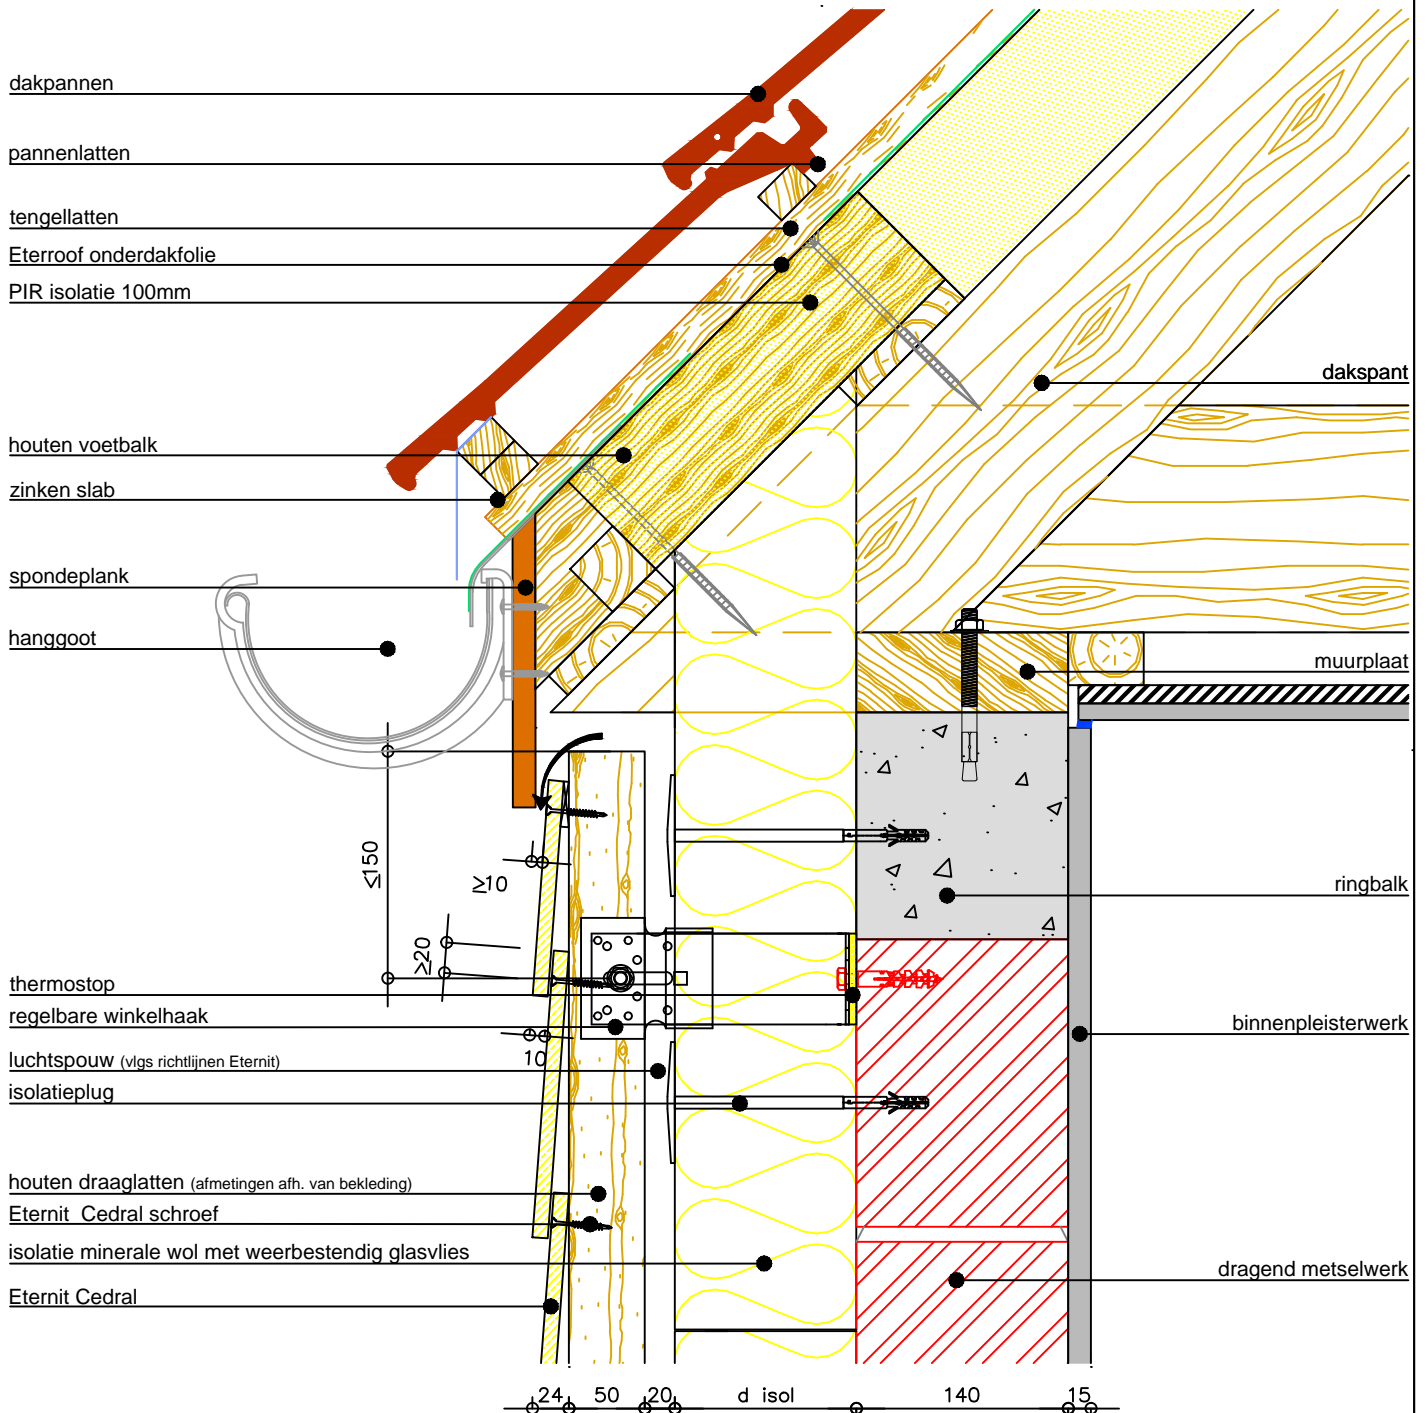 dakpannen
pannenlatten
tengellatten
Eterroof onderdakfolie
PIR isolatie 100mm
dakspant
houten voetbalk
zinken slab
spondeplank
hanggoot
muurplaat
≤150
≥10
ringbalk
≥20
thermostop
regelbare winkelhaak
binnenpleisterwerk
10
luchtspouw (vlgs richtlijnen Eternit)
isolatieplug
houten draaglatten (afmetingen afh. van bekleding)
Eternit Cedral schroef
isolatie minerale wol met weerbestendig glasvlies
dragend metselwerk
Eternit Cedral
24 50 20 d isol 140 15